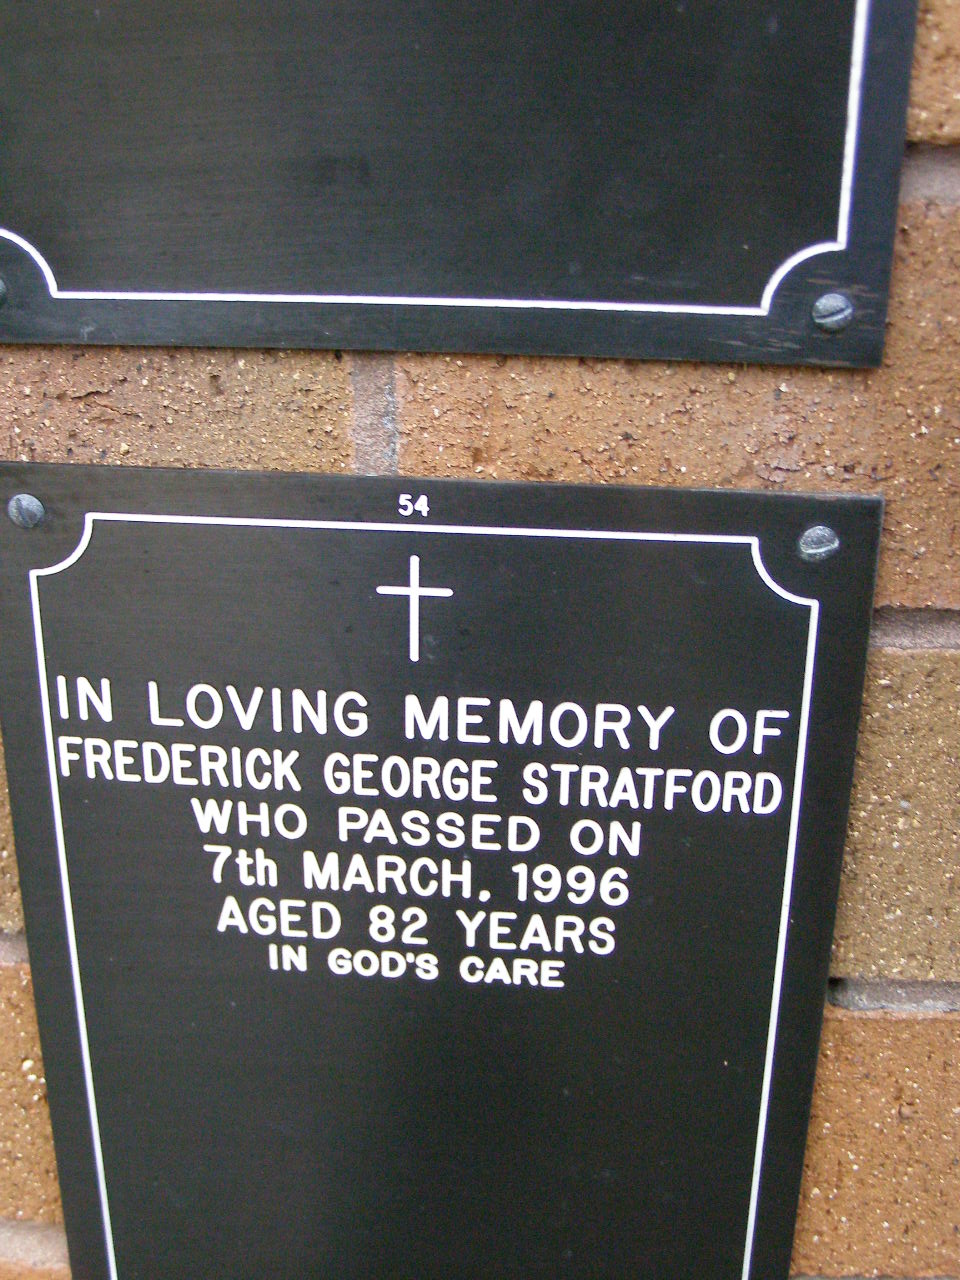 54
IN LOVING MEMORY OF
FREDERICK GEORGE STRATFORD
WHO PASSED ON
7th MARCH. 1996
AGED 82 YEARS
IN GOD'S CARE